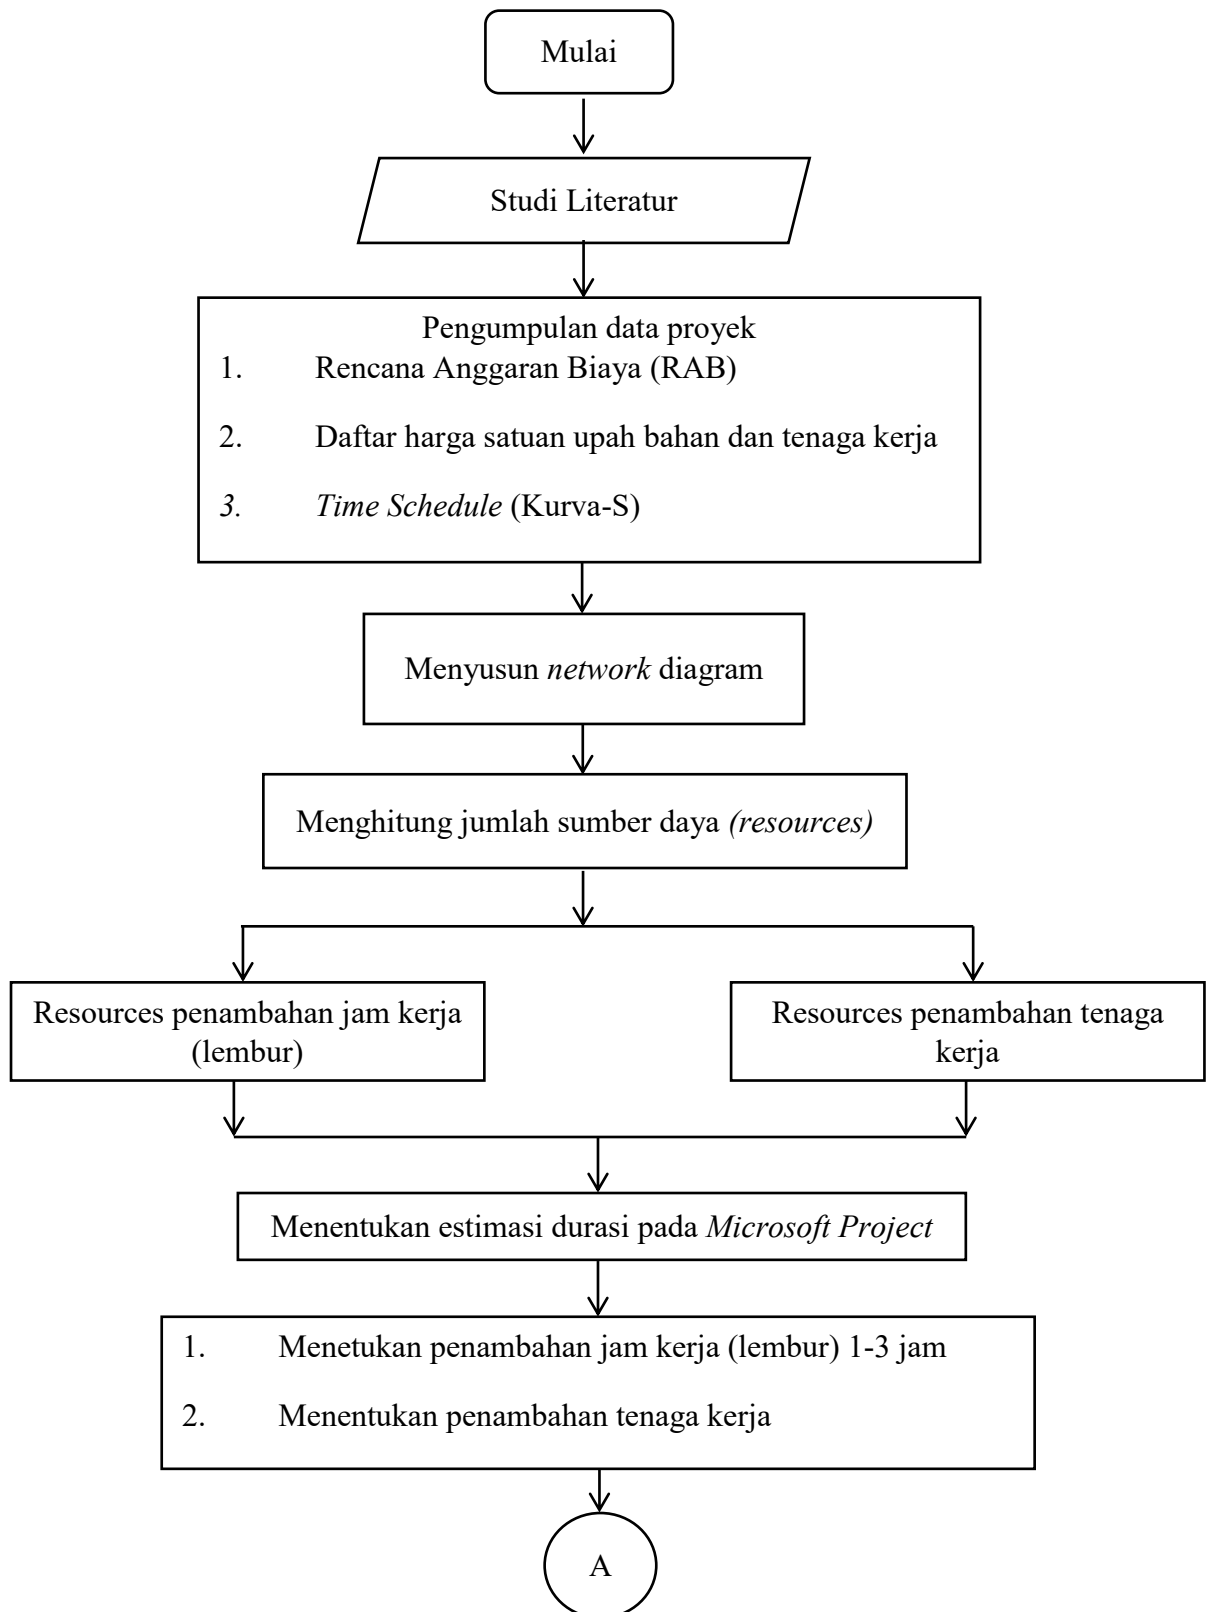 Mulai
Studi Literatur
Pengumpulan data proyek
1. Rencana Anggaran Biaya (RAB)
2. Daftar harga satuan upah bahan dan tenaga kerja
3. Time Schedule (Kurva-S)
Menyusun network diagram
Menghitung jumlah sumber daya (resources)
Resources penambahan jam kerja
(lembur)
Resources penambahan tenaga
kerja
Menentukan estimasi durasi pada Microsoft Project
1. Menetukan penambahan jam kerja (lembur) 1-3 jam
2. Menentukan penambahan tenaga kerja
A